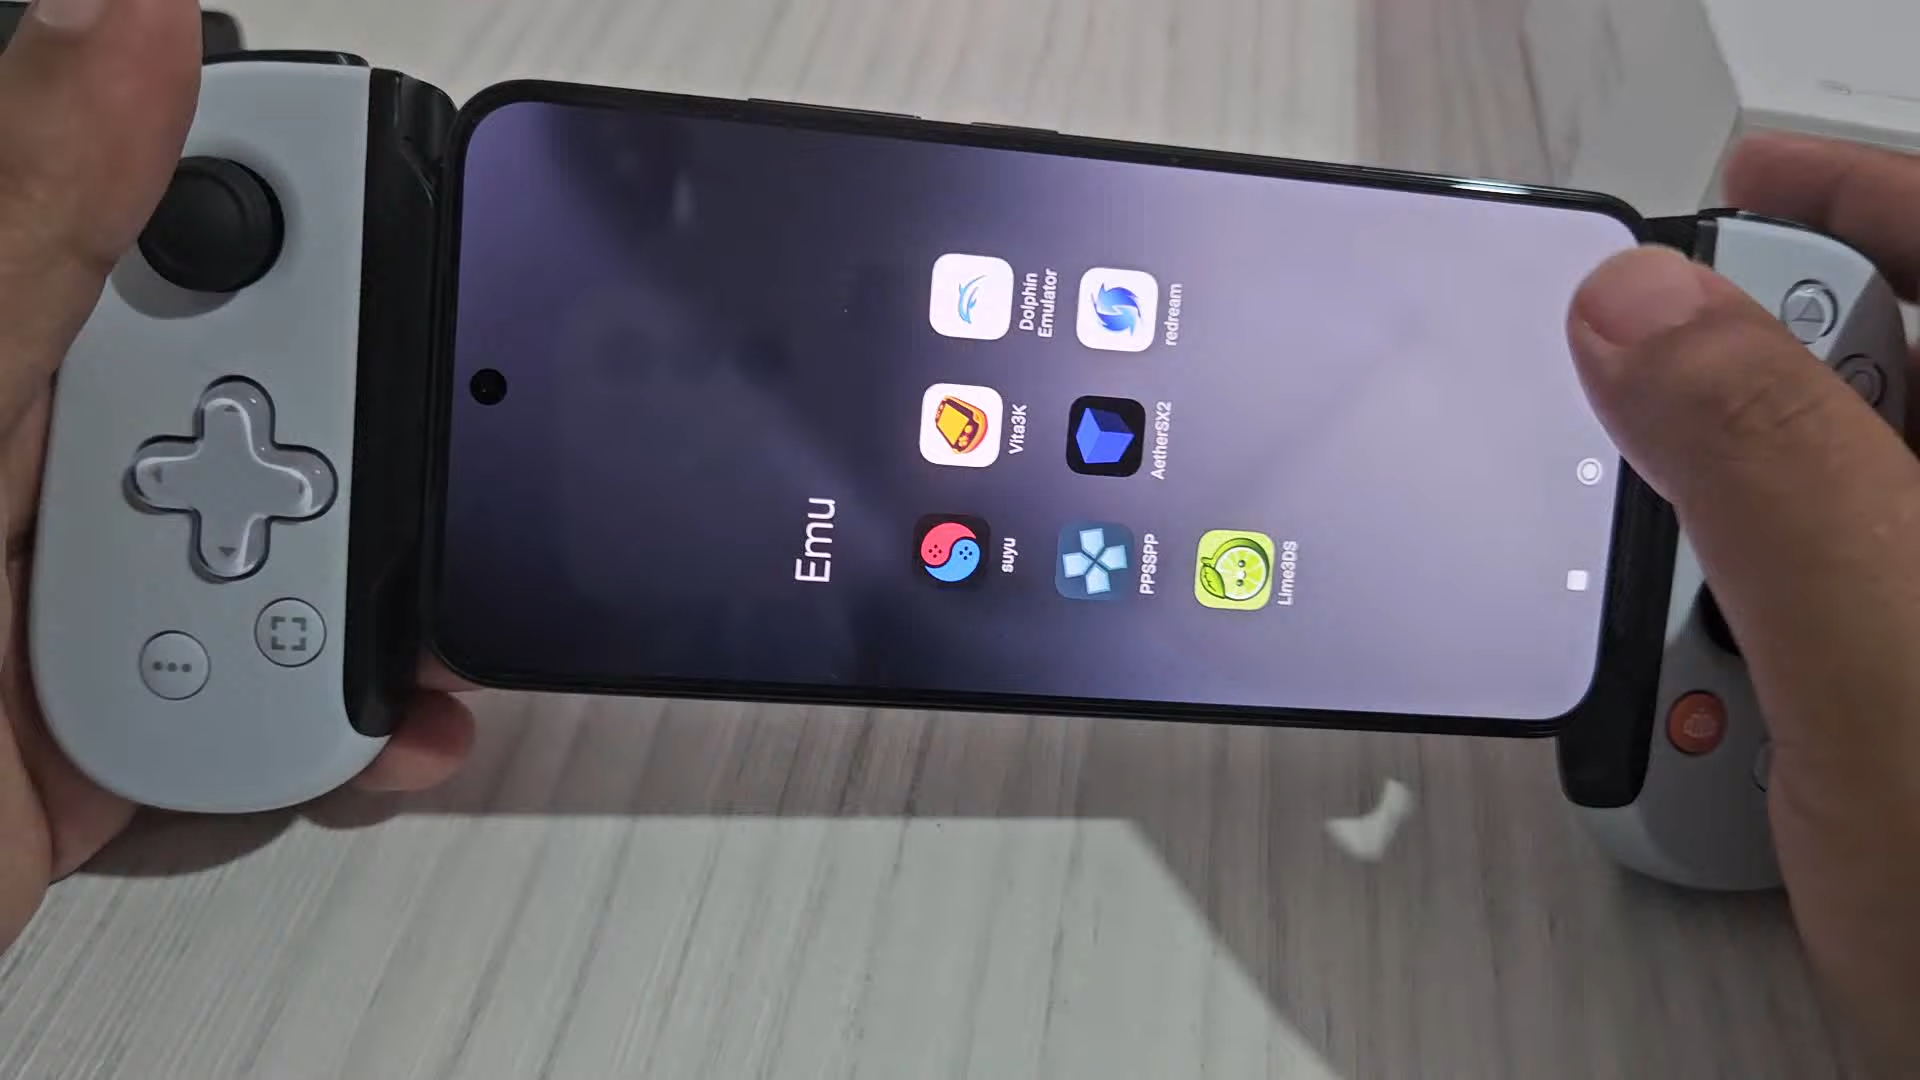 Emu
suyu
Vita3K
Dolphin
Emulator
PPSSPP
AetherSX2
redream
Lime3DS